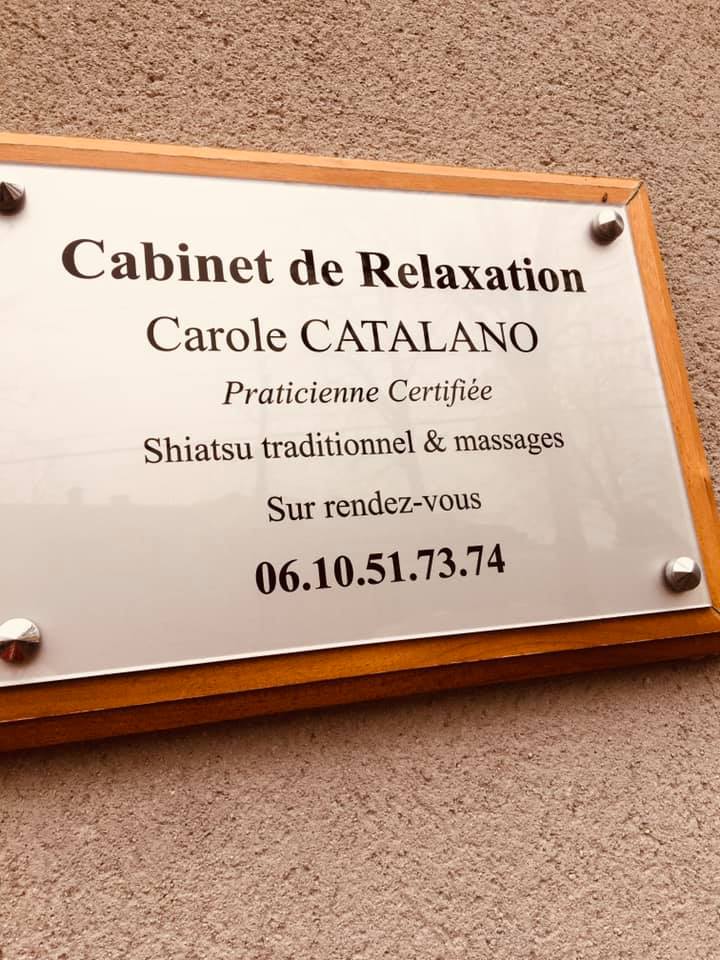 Cabinet de Relaxation
Carole CATALANO
Praticienne Certifiée
Shiatsu traditionnel & massages
Sur rendez-vous
06.10.51.73.74